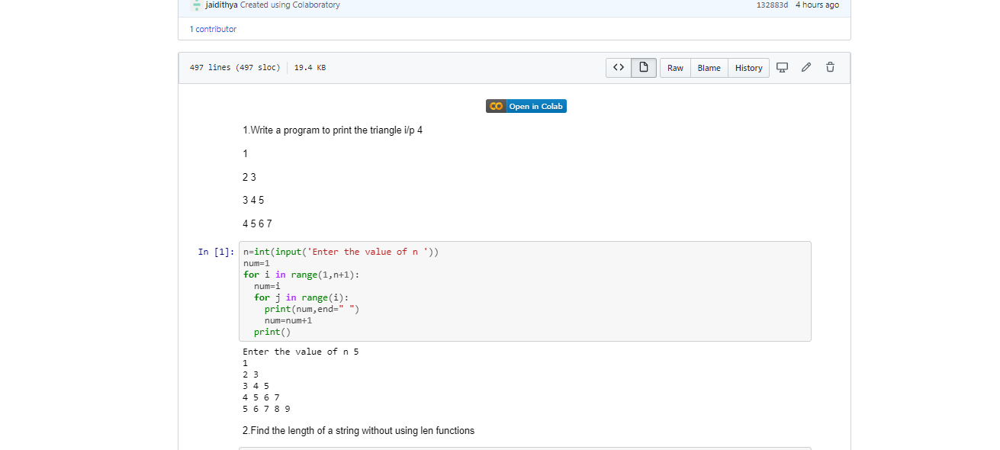 jaidithya Created using Colaboratory 132883d 4 hours ago
1 contributor
497 lines (497 sloc) 19.4 KB <> Raw Blame History
Open in Colab
1.Write a program to print the triangle i/p 4
1
2 3
3 4 5
4 5 6 7
In [1]: n=int(input('Enter the value of n '))
num=1
for i in range(1,n+1):
  num=i
  for j in range(i):
    print(num,end=" ")
    num=num+1
  print()
Enter the value of n 5
1
2 3
3 4 5
4 5 6 7
5 6 7 8 9
2.Find the length of a string without using len functions